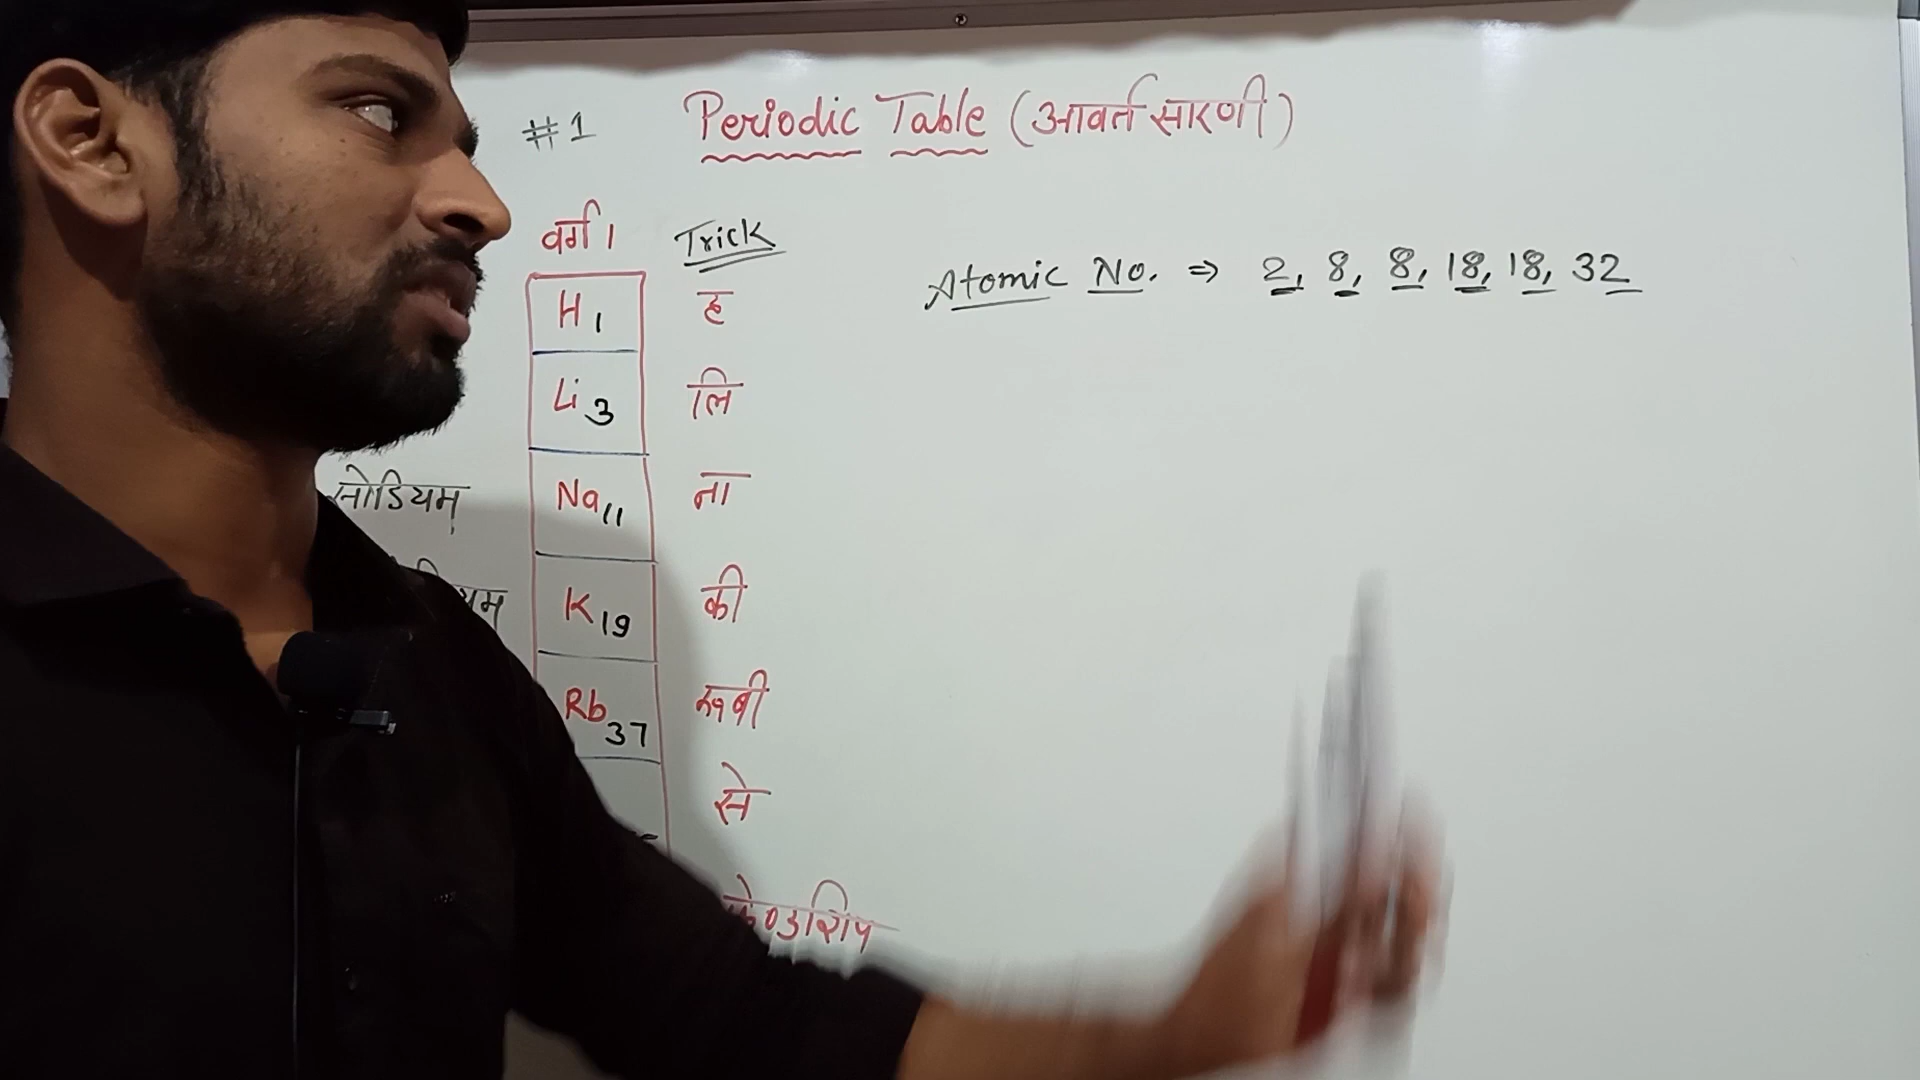 #1 Periodic Table (आवर्त सारणी)
वर्ग 1 Trick
Atomic No. ⇒ 2, 8, 8, 18, 18, 32
H 1 ह
Li 3 लि
सोडियम Na 11 ना
K 19 की
Rb 37 रूबी
से